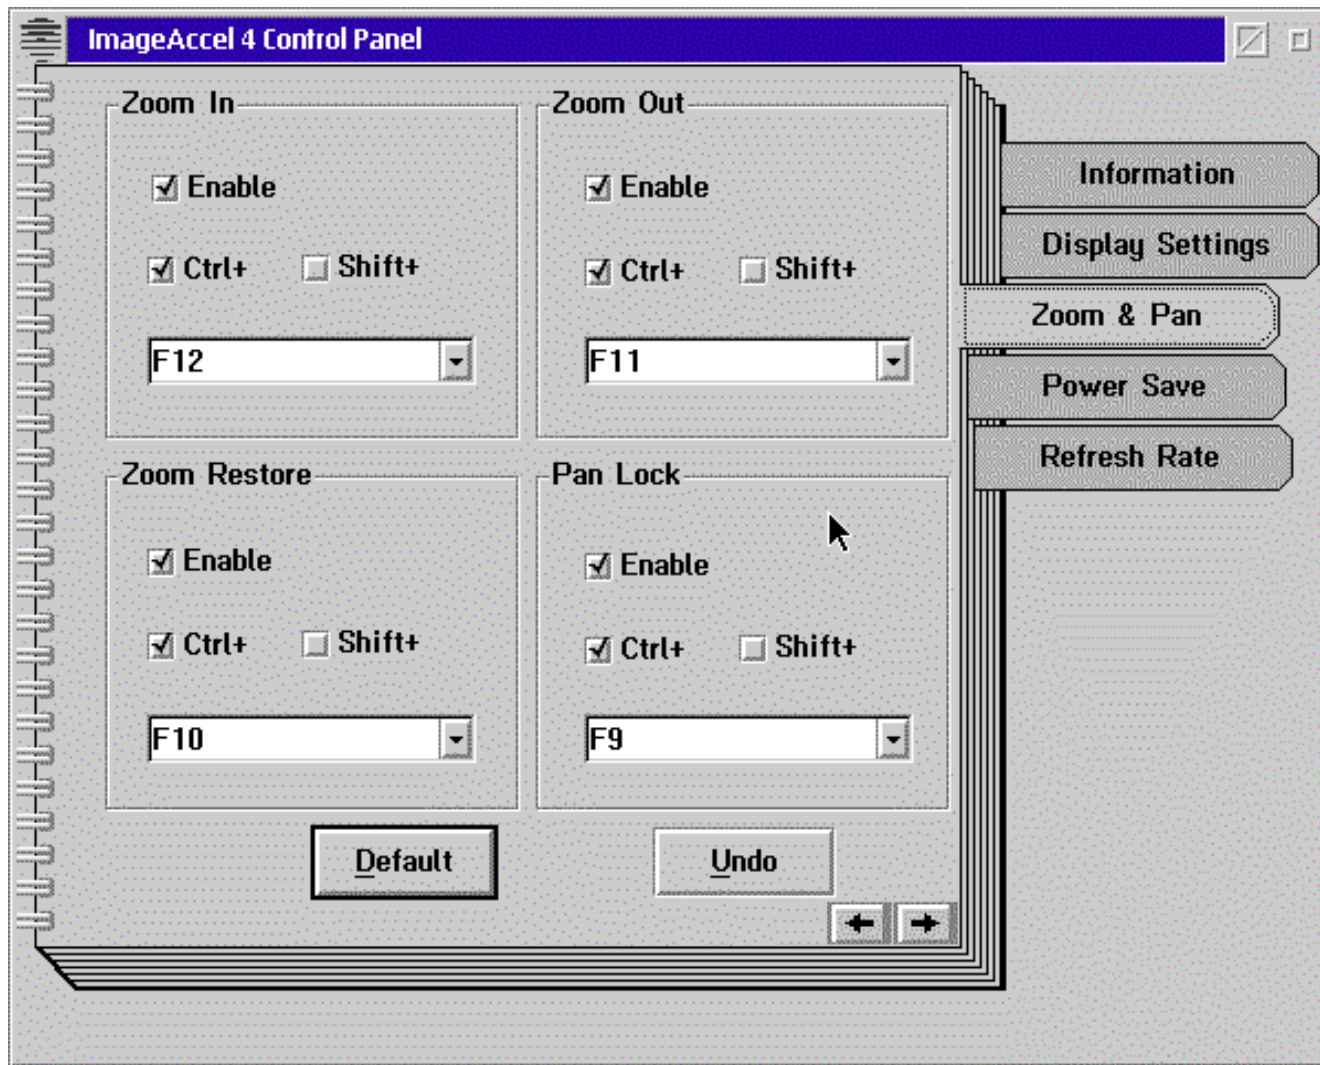 ImageAccel 4 Control Panel
Zoom In
Enable
Ctrl+ Shift+
F12
Zoom Out
Enable
Ctrl+ Shift+
F11
Zoom Restore
Enable
Ctrl+ Shift+
F10
Pan Lock
Enable
Ctrl+ Shift+
F9
Default
Undo
Information
Display Settings
Zoom & Pan
Power Save
Refresh Rate